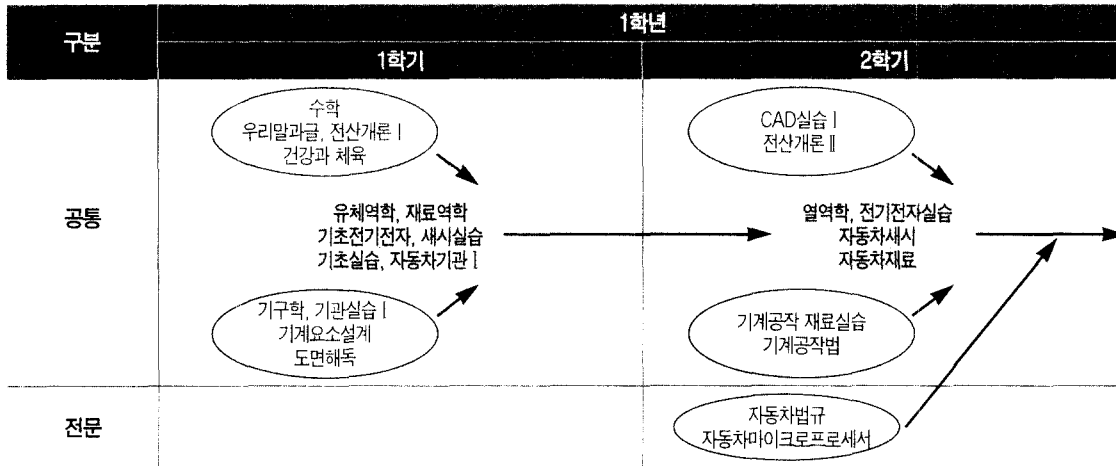 구분
1학년
1학기
2학기
공통
수학
우리말과글, 전산개론 Ⅰ
건강과 체육
유체역학, 재료역학
기초전기전자, 섀시실습
기초실습, 자동차기관 Ⅰ
기구학, 기관실습 Ⅰ
기계요소설계
도면해독
CAD실습 Ⅰ
전산개론 Ⅱ
열역학, 전기전자실습
자동차섀시
자동차재료
기계공작 재료실습
기계공작법
전문
자동차법규
자동차마이크로프로세서